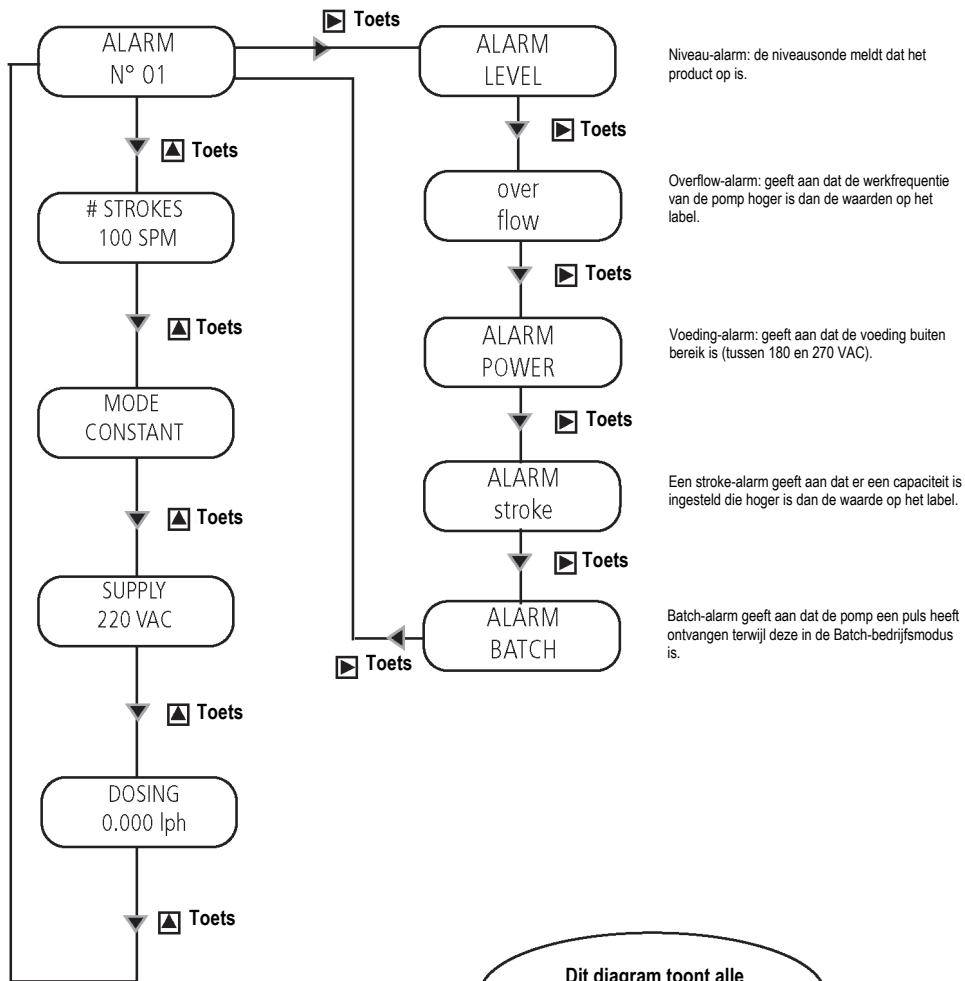 Toets
ALARM
N° 01
ALARM
LEVEL
Niveau-alarm: de niveausonde meldt dat het
product op is.
Toets
Toets
# STROKES
100 SPM
over
flow
Overflow-alarm: geeft aan dat de werkfrequentie
van de pomp hoger is dan de waarden op het
label.
Toets
Toets
ALARM
POWER
Voeding-alarm: geeft aan dat de voeding buiten
bereik is (tussen 180 en 270 VAC).
MODE
CONSTANT
Toets
ALARM
stroke
Een stroke-alarm geeft aan dat er een capaciteit is
ingesteld die hoger is dan de waarde op het label.
Toets
Toets
SUPPLY
220 VAC
ALARM
BATCH
Batch-alarm geeft aan dat de pomp een puls heeft
ontvangen terwijl deze in de Batch-bedrijfsmodus
is.
Toets
Toets
DOSING
0.000 lph
Toets
Dit diagram toont alle